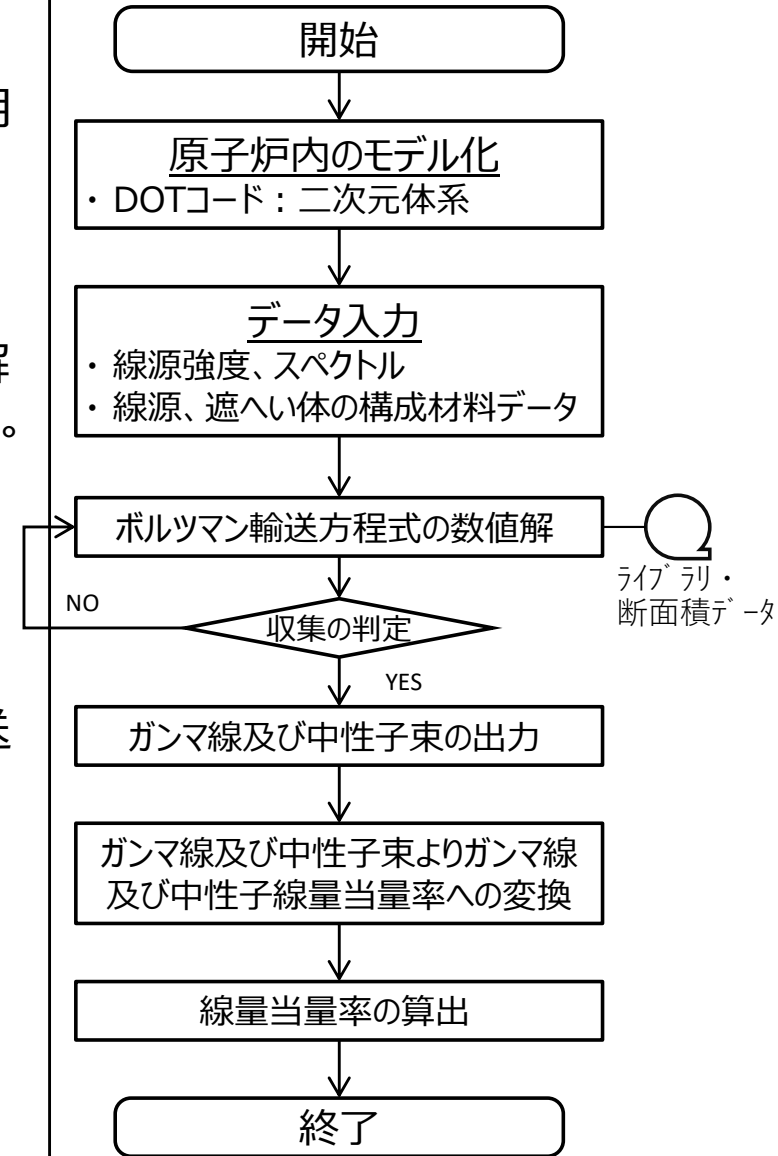 開始
原子炉内のモデル化
・ DOTコード：二次元体系
データ入力
・ 線源強度、スペクトル
・ 線源、遮へい体の構成材料データ
ボルツマン輸送方程式の数値解
ﾗｲﾌﾞﾗﾘ・
断面積ﾃﾞｰﾀ
収集の判定
NO
YES
ガンマ線及び中性子束の出力
ガンマ線及び中性子束よりガンマ線
及び中性子線量当量率への変換
線量当量率の算出
終了
。